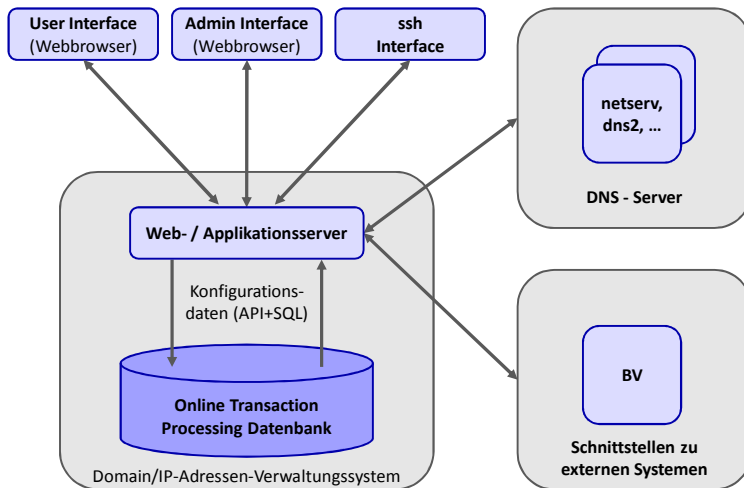 User Interface
(Webbrowser)
Admin Interface
(Webbrowser)
ssh
Interface
netserv,
dns2, ...
DNS - Server
Web- / Applikationsserver
Konfigurations-
daten (API+SQL)
Online Transaction
Processing Datenbank
Domain/IP-Adressen-Verwaltungssystem
BV
Schnittstellen zu
externen Systemen